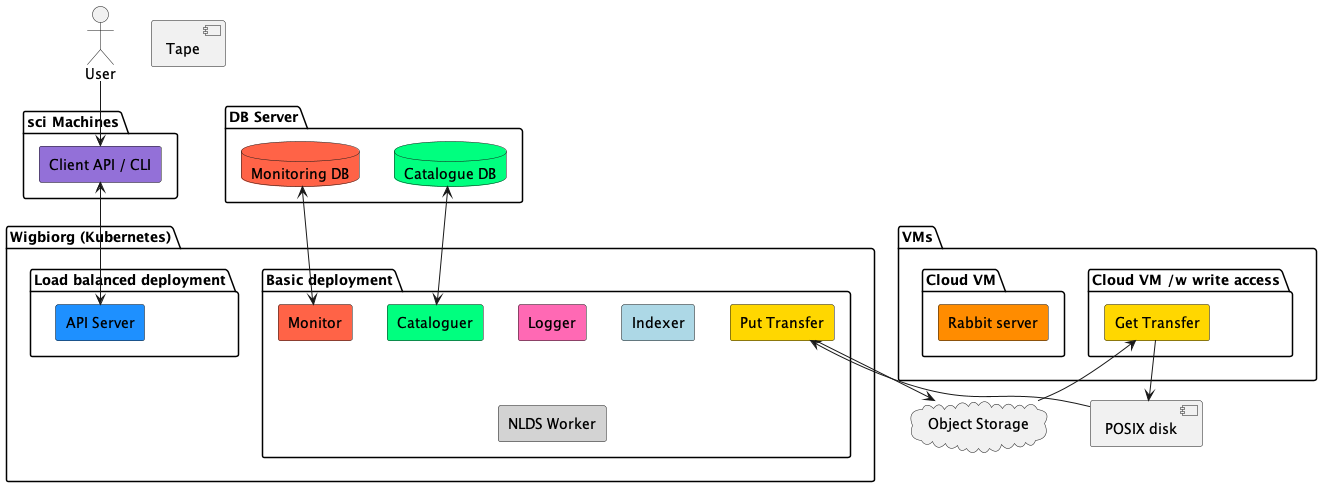 User
Tape
sci Machines
Client API / CLI
DB Server
Monitoring DB
Catalogue DB
Wigbiorg (Kubernetes)
Load balanced deployment
API Server
Basic deployment
Monitor
Cataloguer
Logger
Indexer
Put Transfer
NLDS Worker
VMs
Cloud VM
Rabbit server
Cloud VM /w write access
Get Transfer
Object Storage
POSIX disk